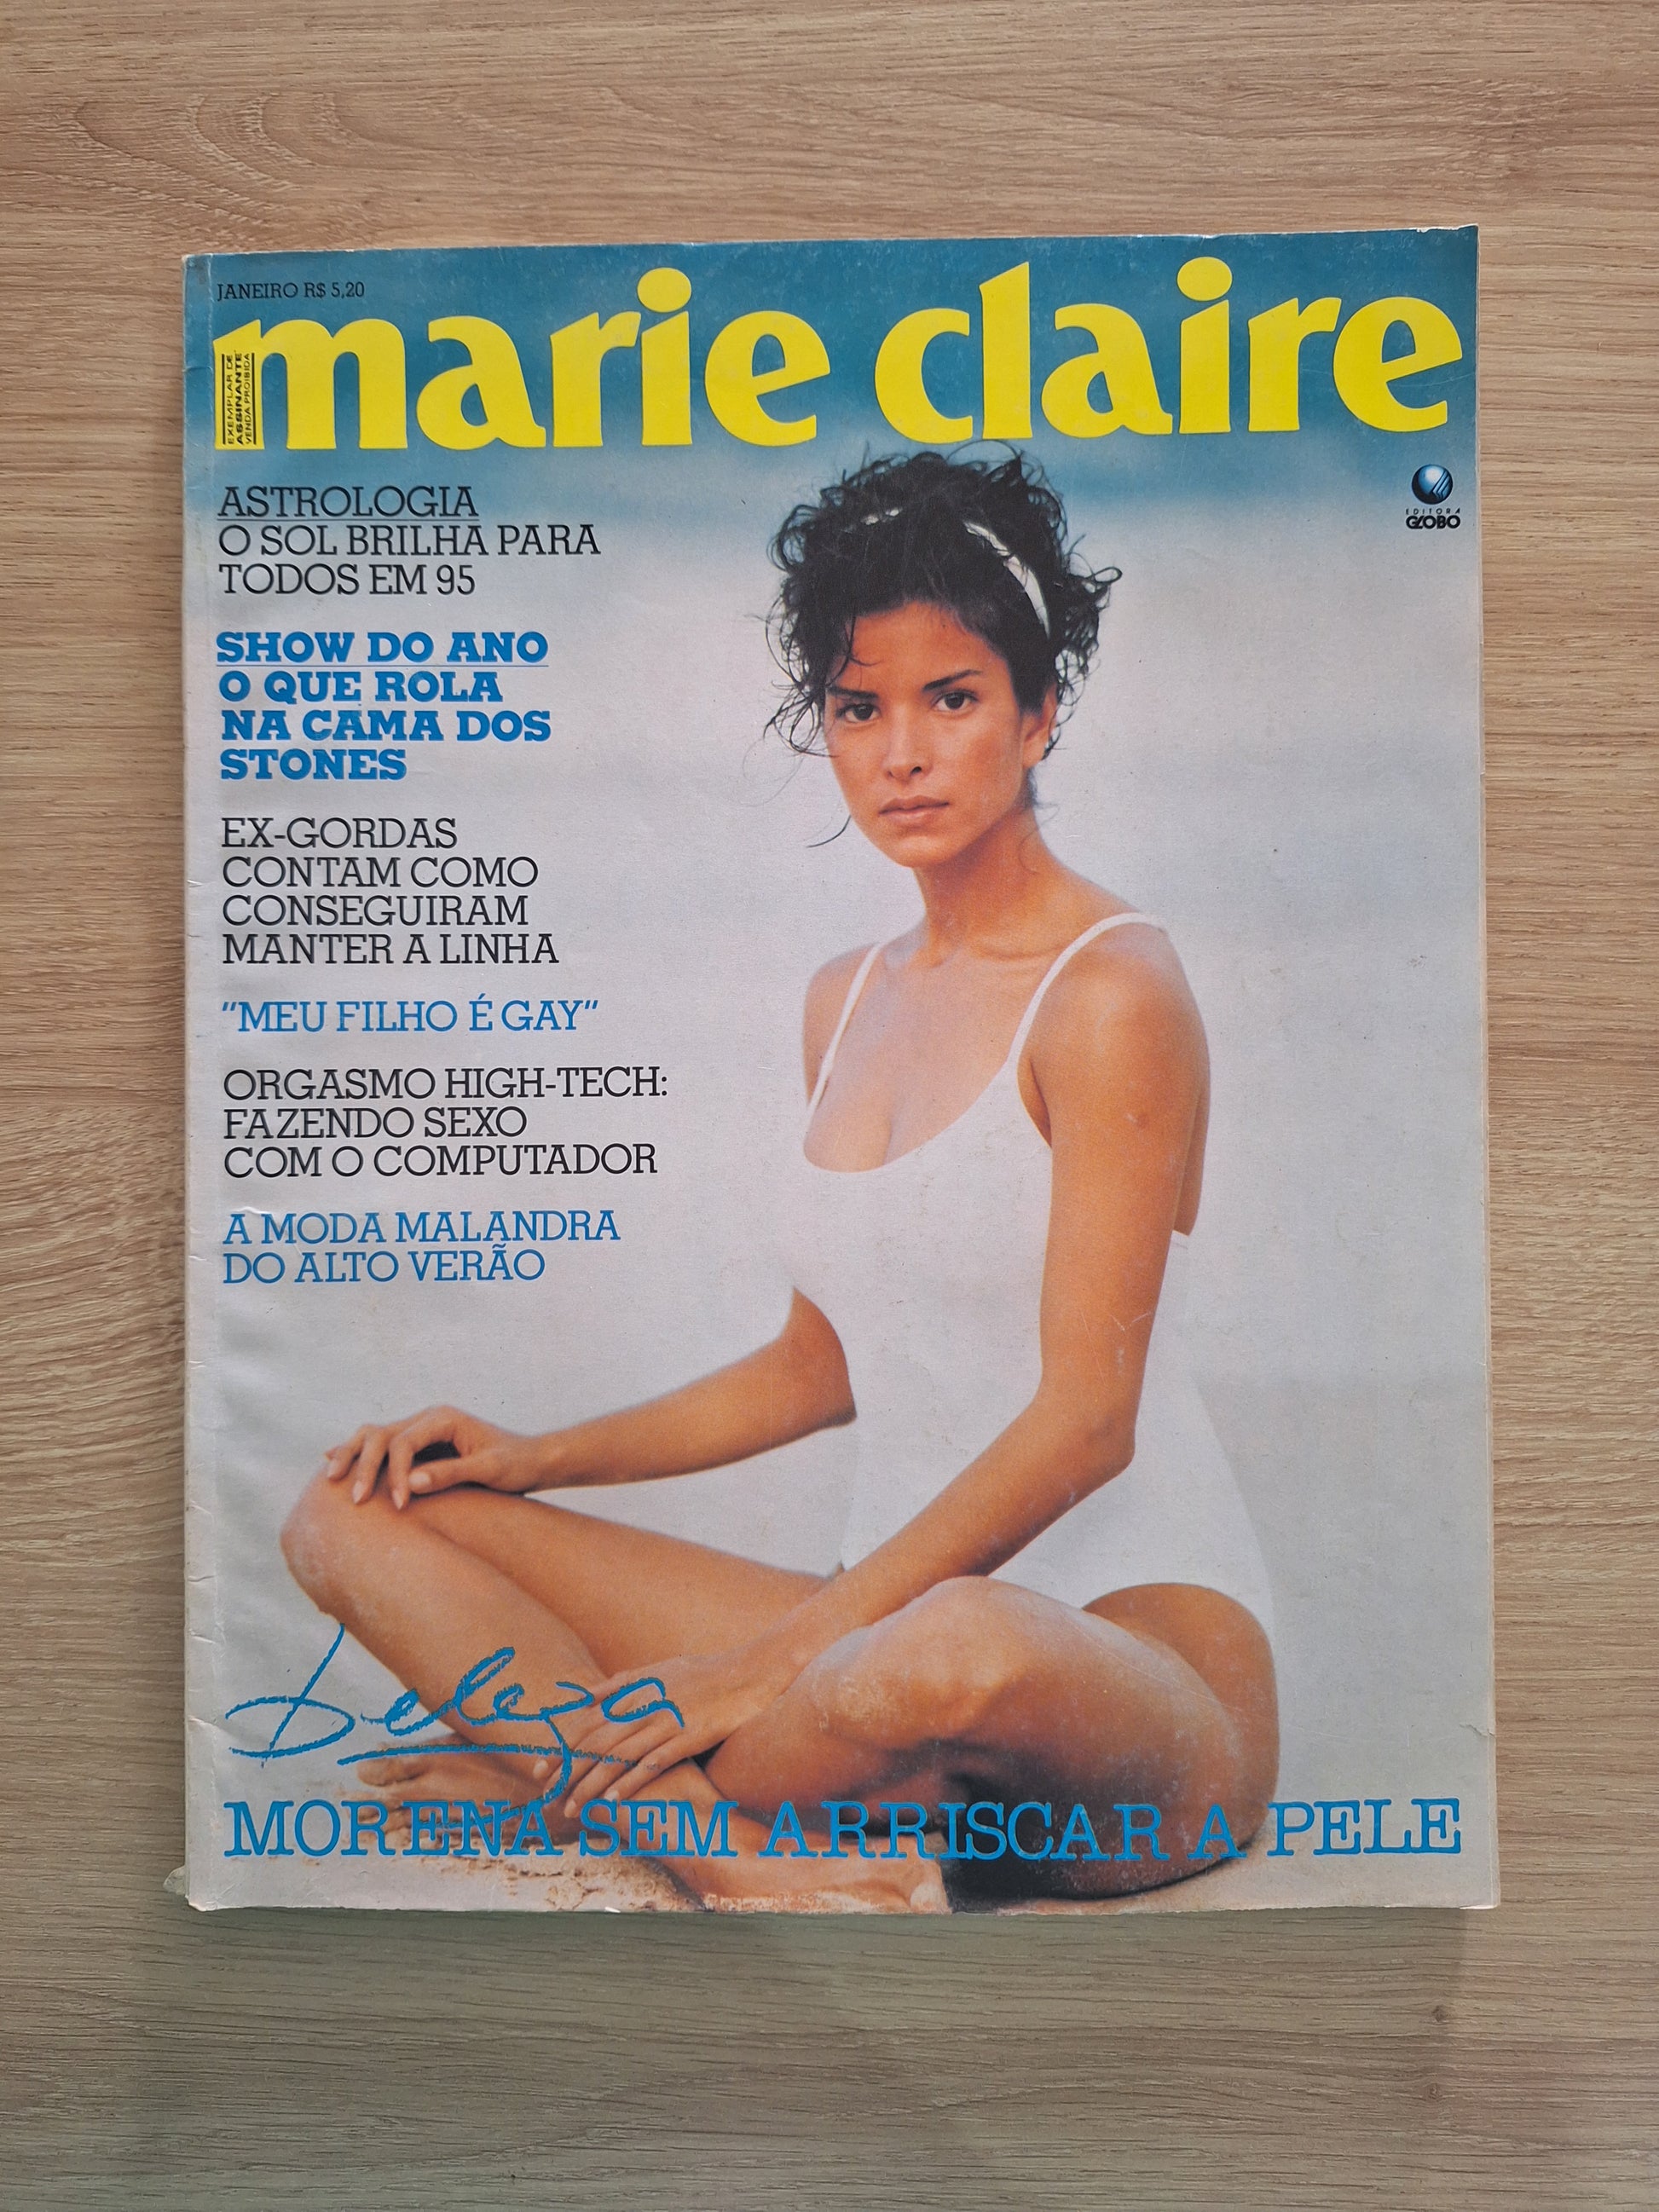 JANEIRO R$ 5,20
marie claire
EXEMPLAR DE
ASSINANTE
VENDA PROIBIDA
EDITORA
GLOBO
ASTROLOGIA
O SOL BRILHA PARA
TODOS EM 95
SHOW DO ANO
O QUE ROLA
NA CAMA DOS
STONES
EX-GORDAS
CONTAM COMO
CONSEGUIRAM
MANTER A LINHA
"MEU FILHO É GAY"
ORGASMO HIGH-TECH:
FAZENDO SEXO
COM O COMPUTADOR
A MODA MALANDRA
DO ALTO VERÃO
beleza
MORENA SEM ARRISCAR A PELE